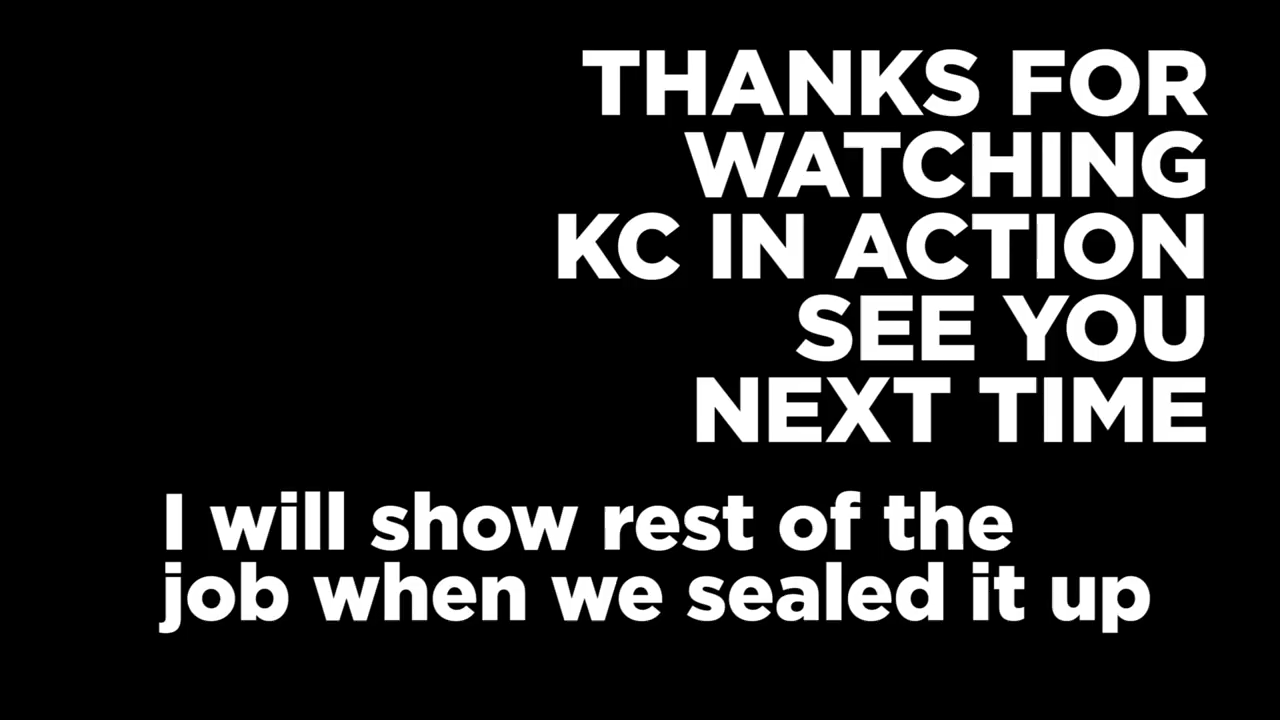 THANKS FOR
WATCHING
KC IN ACTION
SEE YOU
NEXT TIME
I will show rest of the
job when we sealed it up